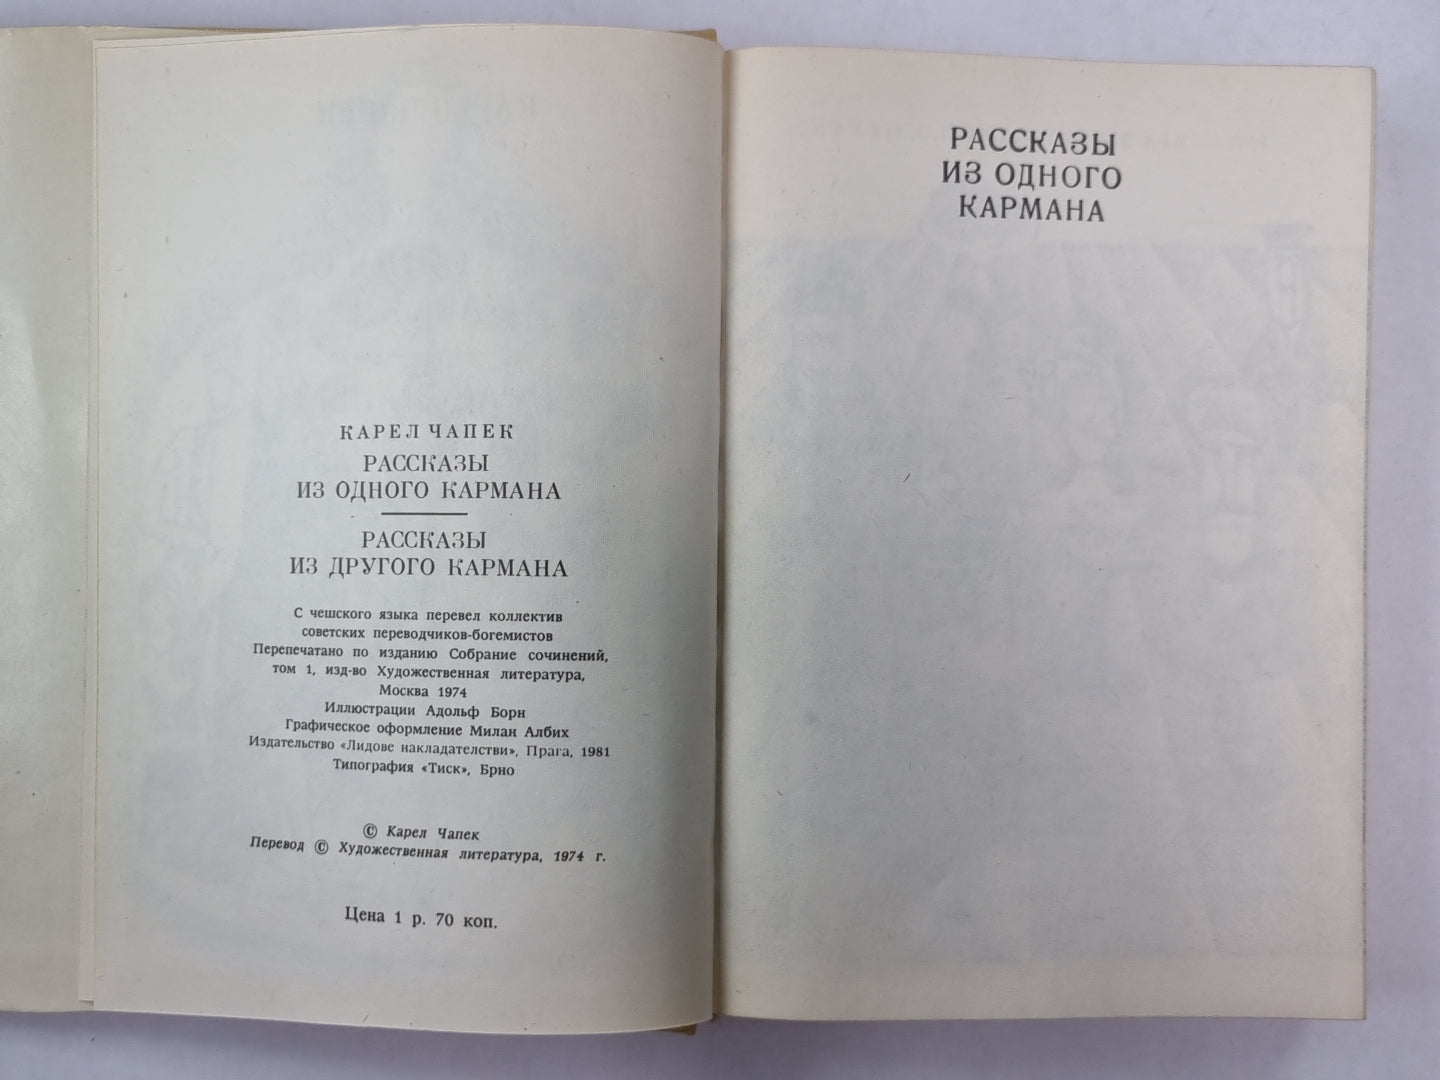 КАРЕЛ ЧАПЕК
РАССКАЗЫ
ИЗ ОДНОГО КАРМАНА
РАССКАЗЫ
ИЗ ДРУГОГО КАРМАНА
С чешского языка перевел коллектив
советских переводчиков-богемистов
Перепечатано по изданию Собрание сочинений,
том 1, изд-во Художественная литература,
Москва 1974
Иллюстрации Адольф Борн
Графическое оформление Милан Албих
Издательство «Лидове накладателстви», Прага, 1981
Типография «Тиск», Брно
© Карел Чапек
Перевод © Художественная литература, 1974 г.
Цена 1 р. 70 коп.
РАССКАЗЫ
ИЗ ОДНОГО
КАРМАНА